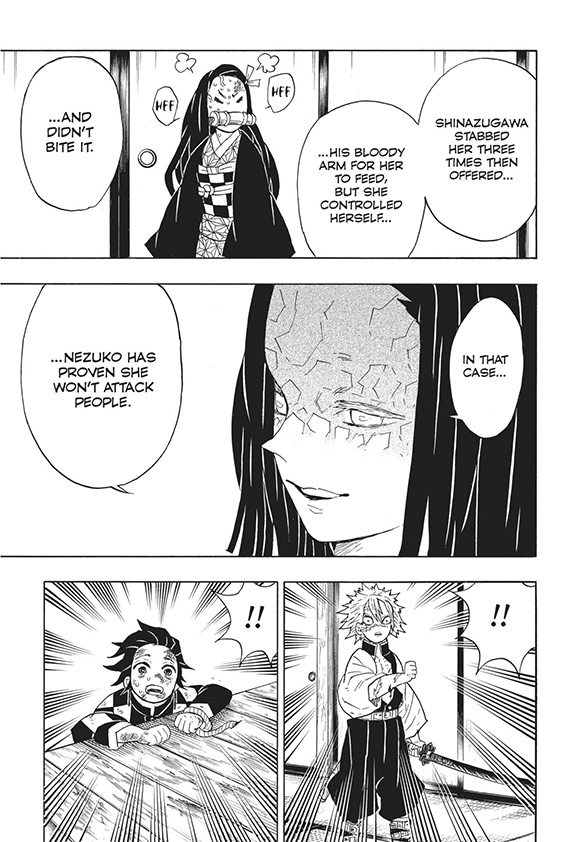 SHINAZUGAWA
STABBED
HER THREE
TIMES THEN
OFFERED...
...HIS BLOODY
ARM FOR HER
TO FEED,
BUT SHE
CONTROLLED
HERSELF...
HFF
HFF
...AND
DIDN'T
BITE IT.
IN THAT
CASE...
...NEZUKO HAS
PROVEN SHE
WON'T ATTACK
PEOPLE.
!!
!!